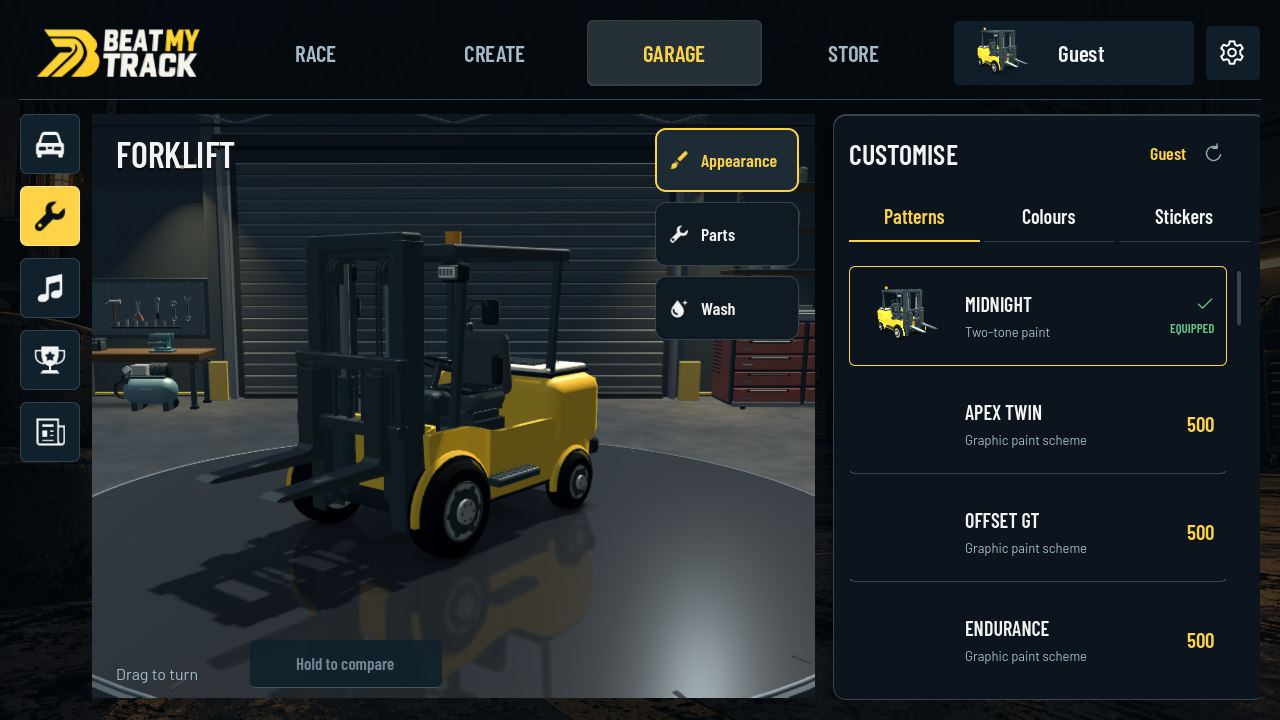 BEAT MY TRACK
RACE
CREATE
GARAGE
STORE
Guest
FORKLIFT
Appearance
Parts
Wash
Drag to turn
Hold to compare
CUSTOMISE
Guest
Patterns
Colours
Stickers
MIDNIGHT
Two-tone paint
EQUIPPED
APEX TWIN
Graphic paint scheme
500
OFFSET GT
Graphic paint scheme
500
ENDURANCE
Graphic paint scheme
500